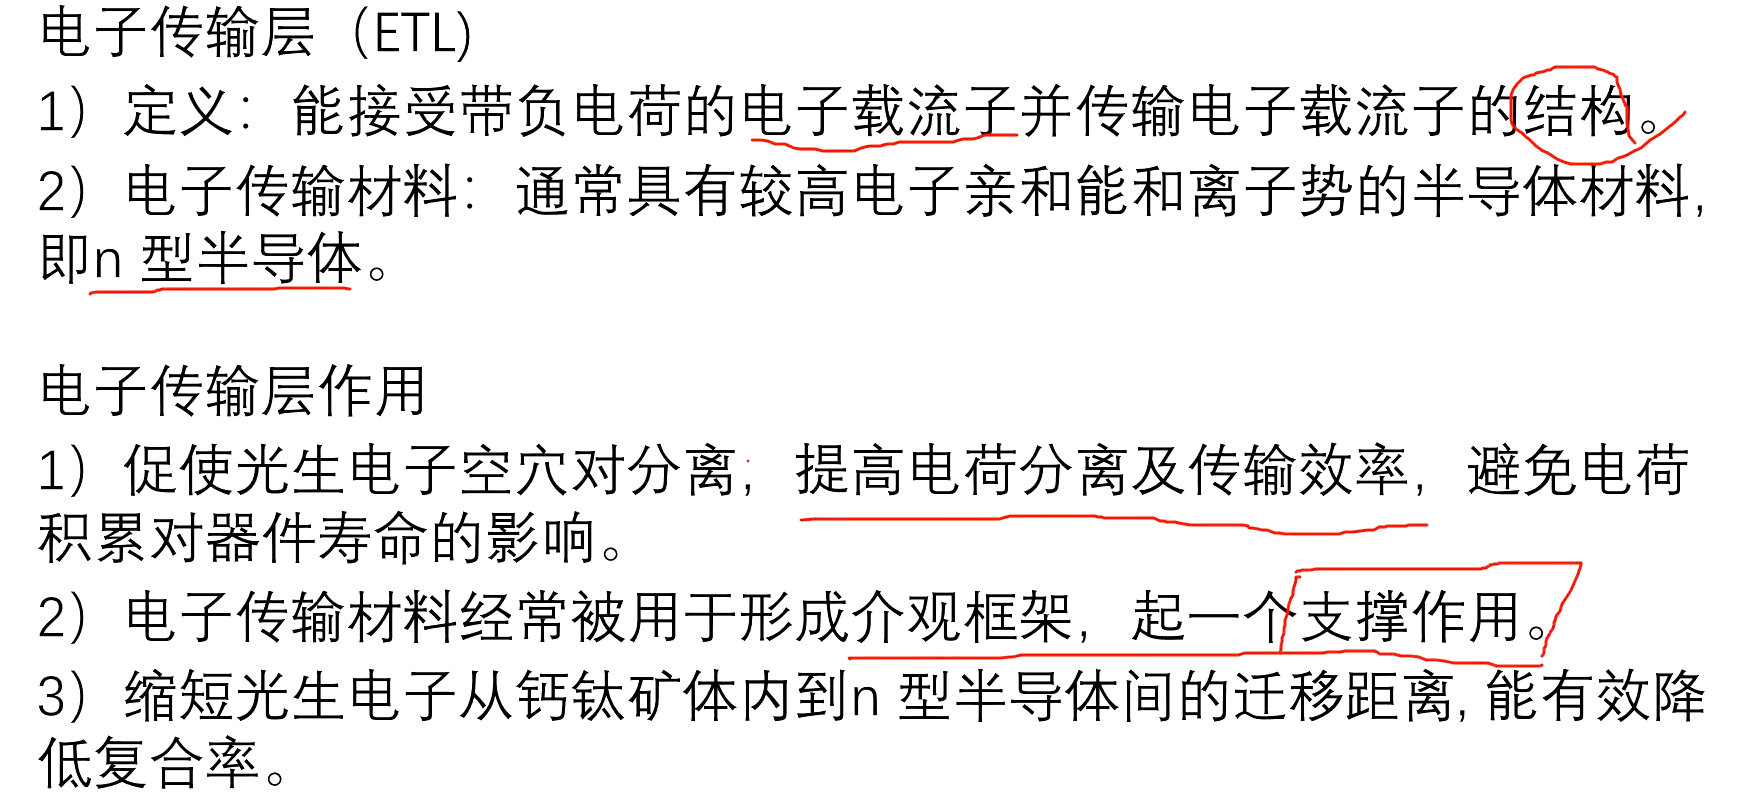 电子传输层（ETL）
1）定义：能接受带负电荷的电子载流子并传输电子载流子的结构。
2）电子传输材料：通常具有较高电子亲和能和离子势的半导体材料,
即n 型半导体。
电子传输层作用
1）促使光生电子空穴对分离；提高电荷分离及传输效率，避免电荷
积累对器件寿命的影响。
2）电子传输材料经常被用于形成介观框架，起一个支撑作用。
3）缩短光生电子从钙钛矿体内到n 型半导体间的迁移距离, 能有效降
低复合率。